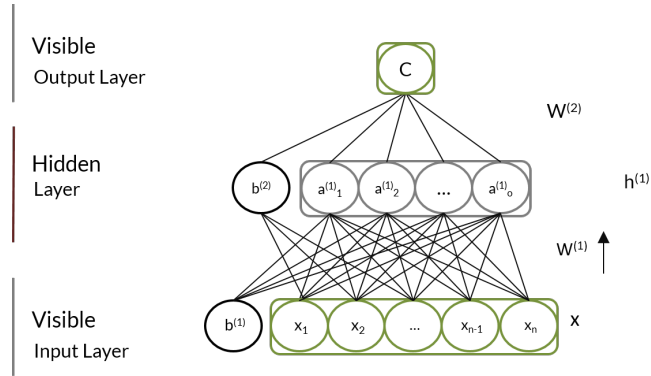 Visible
Output Layer
C
W⁽²⁾
Hidden
Layer
b⁽²⁾ a⁽¹⁾₁ a⁽¹⁾₂ ... a⁽¹⁾ₒ
h⁽¹⁾
W⁽¹⁾
Visible
Input Layer
b⁽¹⁾ x₁ x₂ ... xₙ₋₁ xₙ x